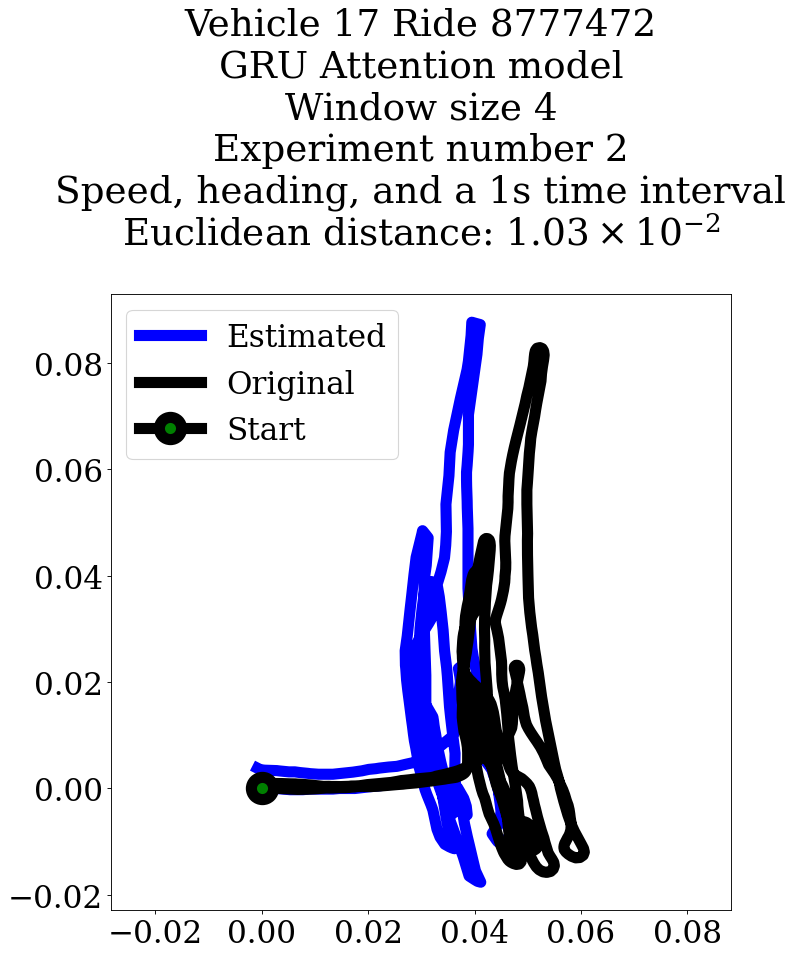 Vehicle 17 Ride 8777472
GRU Attention model
Window size 4
Experiment number 2
Speed, heading, and a 1s time interval
Euclidean distance: 1.03 × 10⁻²
Estimated
Original
Start
0.08
0.06
0.04
0.02
0.00
−0.02
−0.02 0.00 0.02 0.04 0.06 0.08